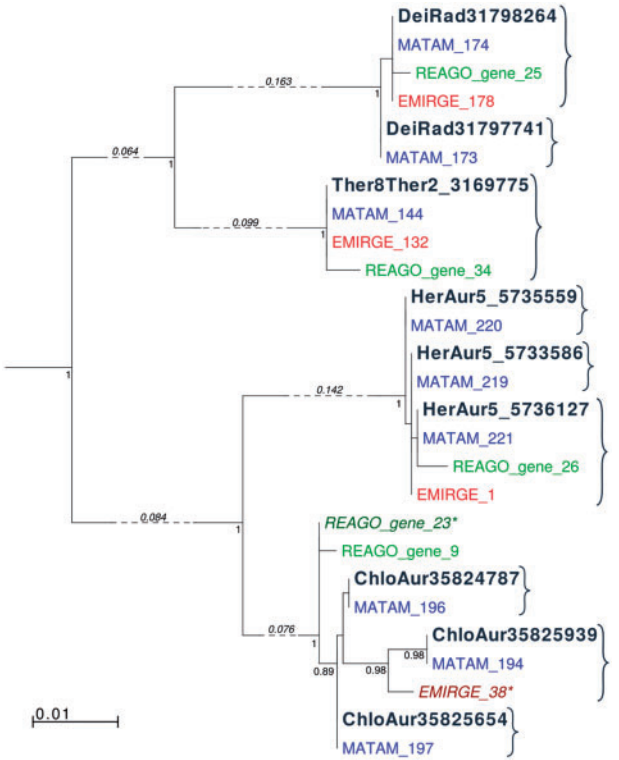 DeiRad31798264
MATAM_174
0.163
REAGO_gene_25
1
EMIRGE_178
DeiRad31797741
0.064
MATAM_173
1
Ther8Ther2_3169775
MATAM_144
0.099
1
EMIRGE_132
REAGO_gene_34
HerAur5_5735559
MATAM_220
HerAur5_5733586
1
MATAM_219
0.142
1
HerAur5_5736127
MATAM_221
REAGO_gene_26
EMIRGE_1
0.084
REAGO_gene_23*
1
REAGO_gene_9
ChloAur35824787
MATAM_196
0.076
1
ChloAur35825939
0.98
MATAM_194
0.89
0.98
EMIRGE_38*
0.01
ChloAur35825654
MATAM_197